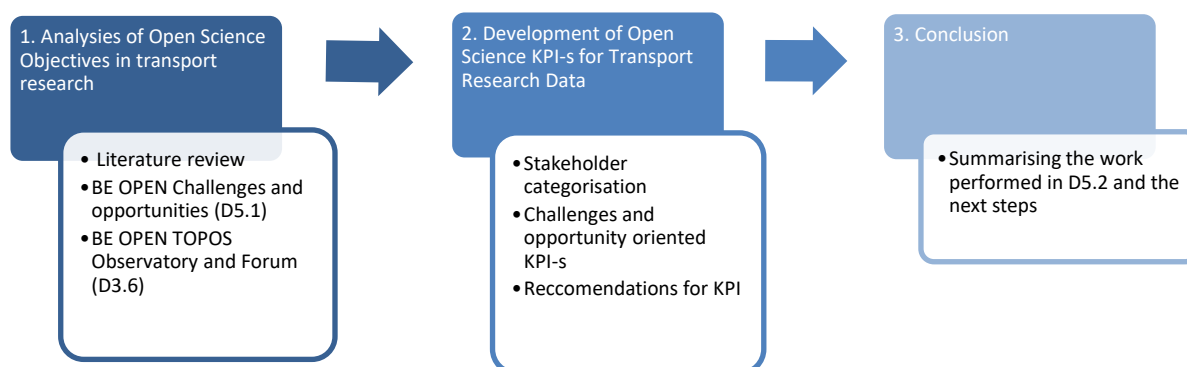 1. Analysies of Open Science
Objectives in transport
research
• Literature review
•BE OPEN Challenges and
opportunities (D5.1)
•BE OPEN TOPOS
Observatory and Forum
(D3.6)
2. Development of Open
Science KPI-s for Transport
Research Data
•Stakeholder
categorisation
•Challenges and
opportunity oriented
KPI-s
•Reccomendations for KPI
3. Conclusion
•Summarising the work
performed in D5.2 and the
next steps